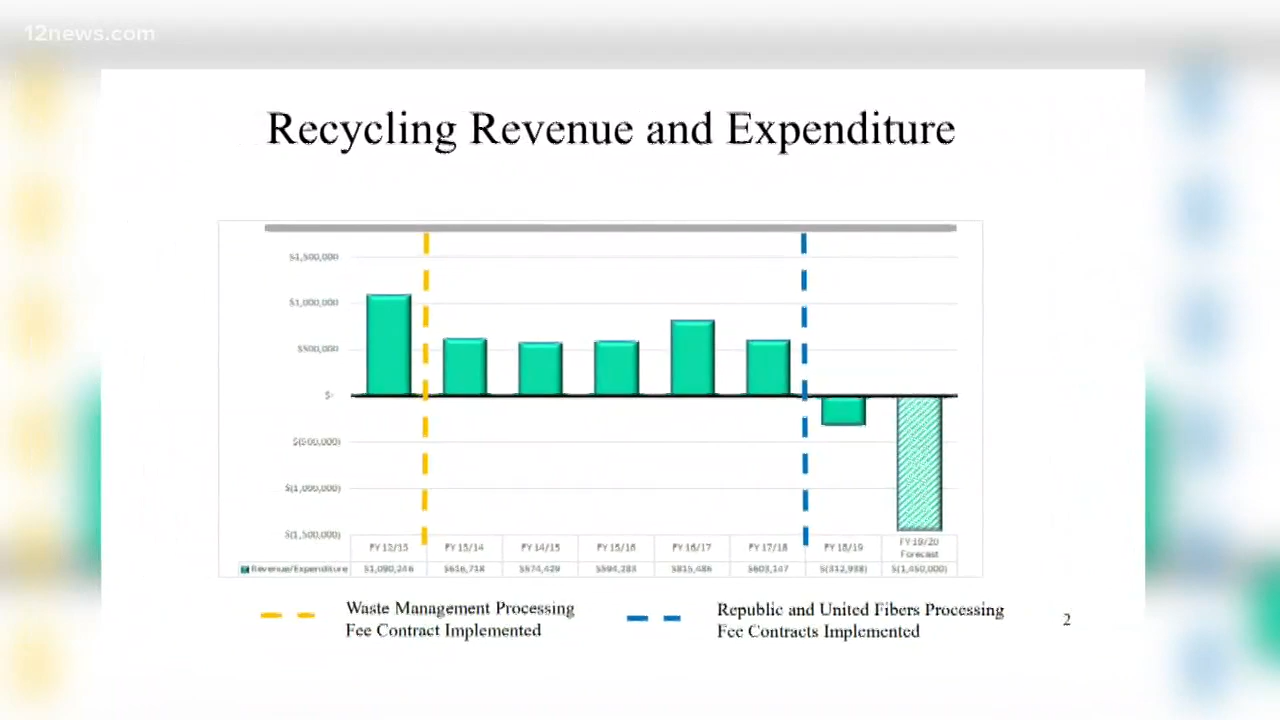 12news.com
Recycling Revenue and Expenditure
$1,500,000
$1,000,000
$500,000
$-
$(500,000)
$(1,000,000)
$(1,500,000)
FY 12/13 FY 13/14 FY 14/15 FY 15/16 FY 16/17 FY 17/18 FY 18/19 FY 19/20
Forecast
Revenue/Expenditure $1,090,246 $616,718 $574,429 $594,283 $815,486 $603,147 $(312,938) $(1,450,000)
Waste Management Processing Republic and United Fibers Processing
Fee Contract Implemented Fee Contracts Implemented
2